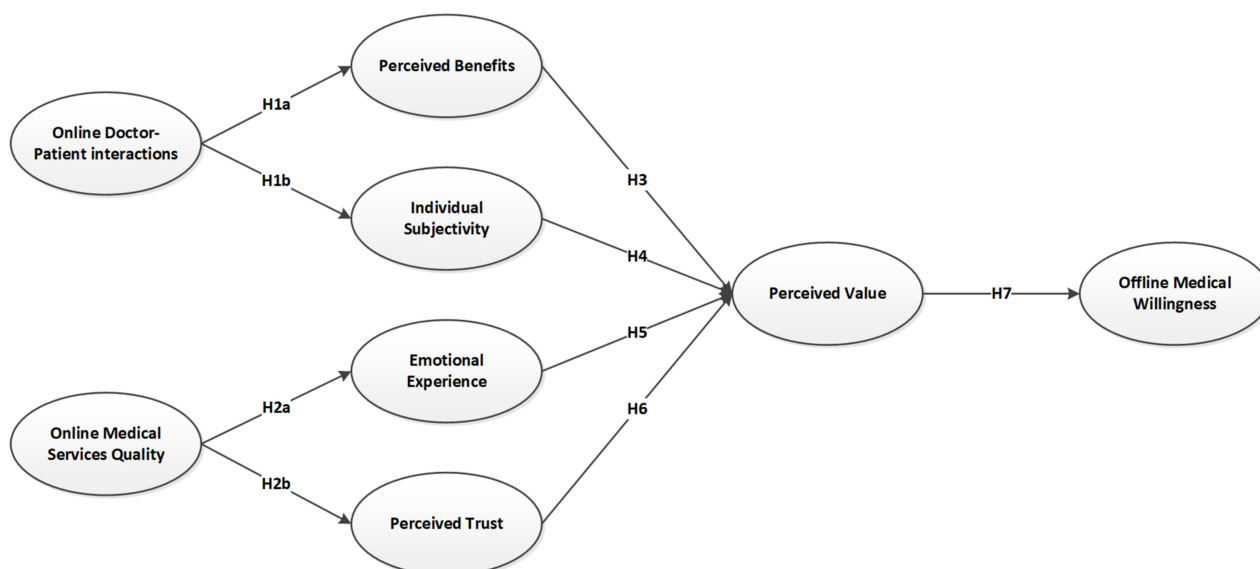 Perceived Benefits
H1a
Online Doctor-
Patient interactions
H1b
H3
Individual
Subjectivity
H4
Perceived Value
H7
Offline Medical
Willingness
H5
Emotional
Experience
H2a
H6
Online Medical
Services Quality
H2b
Perceived Trust